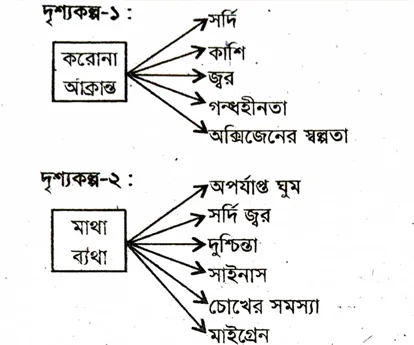 দৃশ্যকল্প-১ :
করোনা
আক্রান্ত
সর্দি
কাশি
জ্বর
গন্ধহীনতা
অক্সিজেনের স্বল্পতা
দৃশ্যকল্প-২ :
মাথা
ব্যথা
অপর্যাপ্ত ঘুম
সর্দি জ্বর
দুশ্চিন্তা
সাইনাস
চোখের সমস্যা
মাইগ্রেন